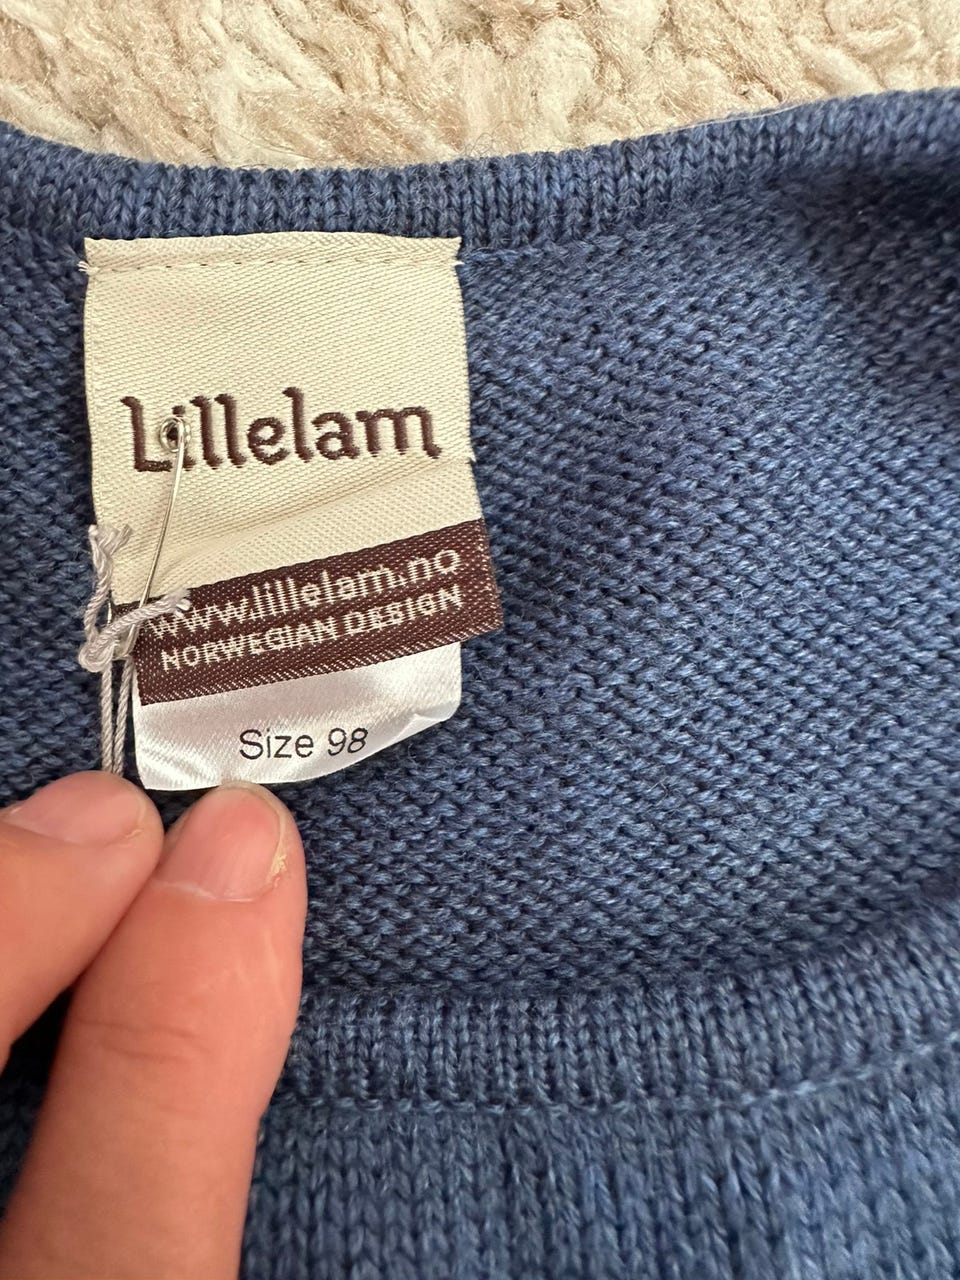 Lillelam
www.lillelam.no
NORWEGIAN DESIGN
Size 98